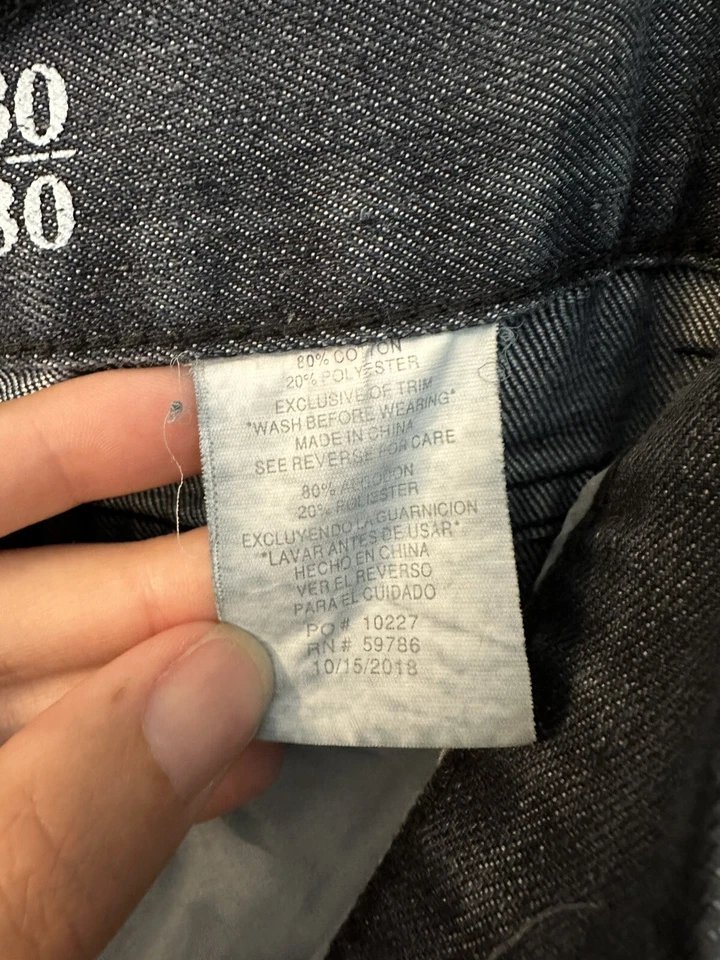 30
30
80% COTTON
20% POLYESTER
EXCLUSIVE OF TRIM
*WASH BEFORE WEARING*
MADE IN CHINA
SEE REVERSE FOR CARE
80% ALGODON
20% POLIESTER
EXCLUYENDO LA GUARNICION
*LAVAR ANTES DE USAR*
HECHO EN CHINA
VER EL REVERSO
PARA EL CUIDADO
PO # 10227
RN # 59786
10/15/2018